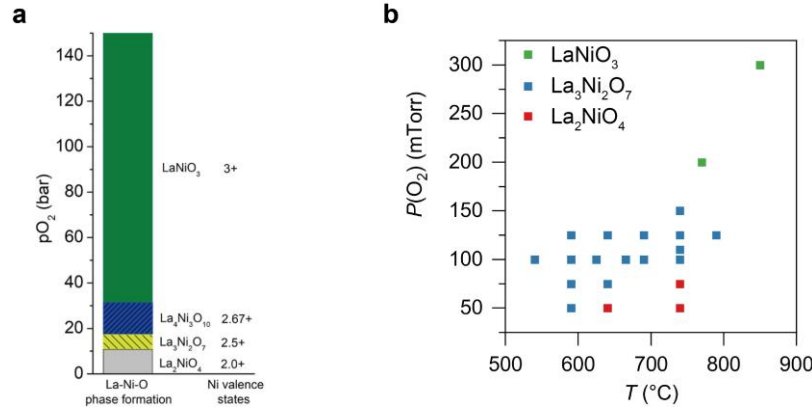 a
140
120
100
80
60
40
20
0
pO₂ (bar)
LaNiO₃ 3+
La₄Ni₃O₁₀ 2.67+
La₃Ni₂O₇ 2.5+
La₂NiO₄ 2.0+
La-Ni-O Ni valence
phase formation states
b
LaNiO₃
La₃Ni₂O₇
La₂NiO₄
300
250
200
150
100
50
P(O₂) (mTorr)
500 600 700 800 900
T (°C)